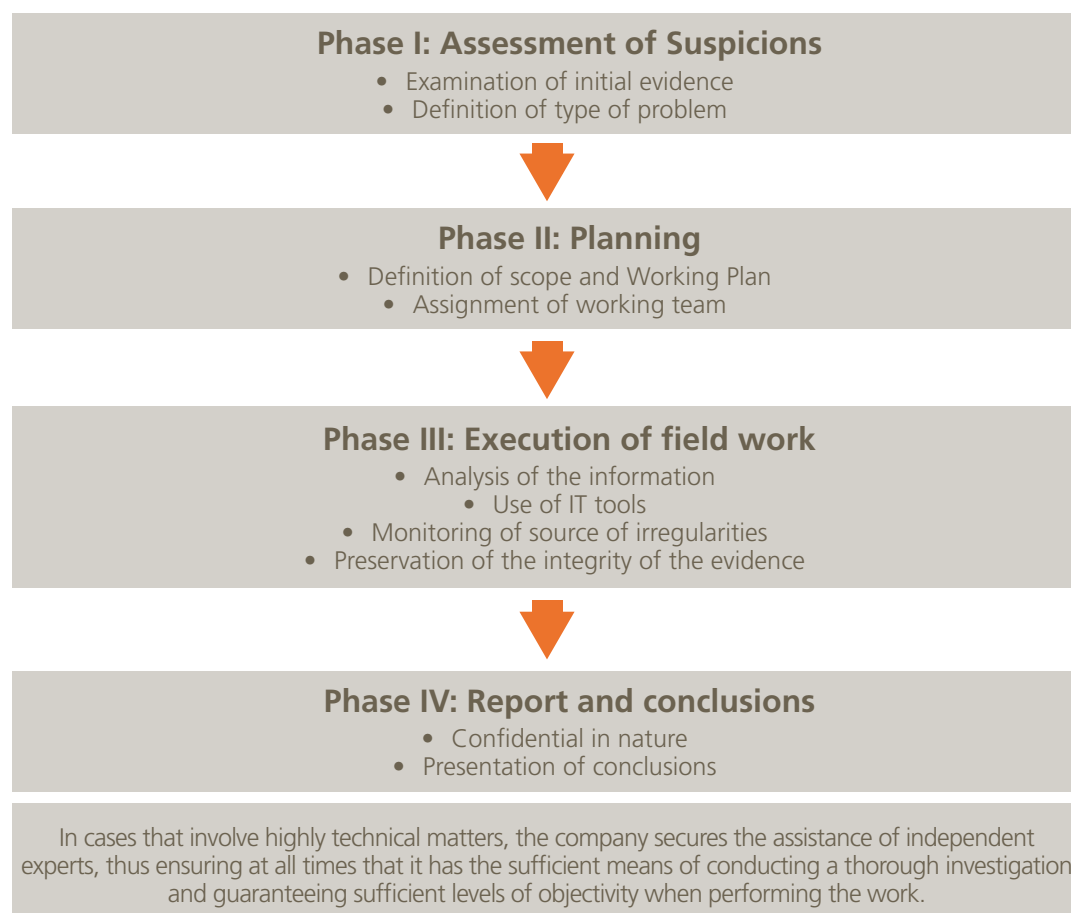 Phase I: Assessment of Suspicions
• Examination of initial evidence
• Definition of type of problem
Phase II: Planning
• Definition of scope and Working Plan
• Assignment of working team
Phase III: Execution of field work
• Analysis of the information
• Use of IT tools
• Monitoring of source of irregularities
• Preservation of the integrity of the evidence
Phase IV: Report and conclusions
• Confidential in nature
• Presentation of conclusions
In cases that involve highly technical matters, the company secures the assistance of independent
experts, thus ensuring at all times that it has the sufficient means of conducting a thorough investigation
and guaranteeing sufficient levels of objectivity when performing the work.